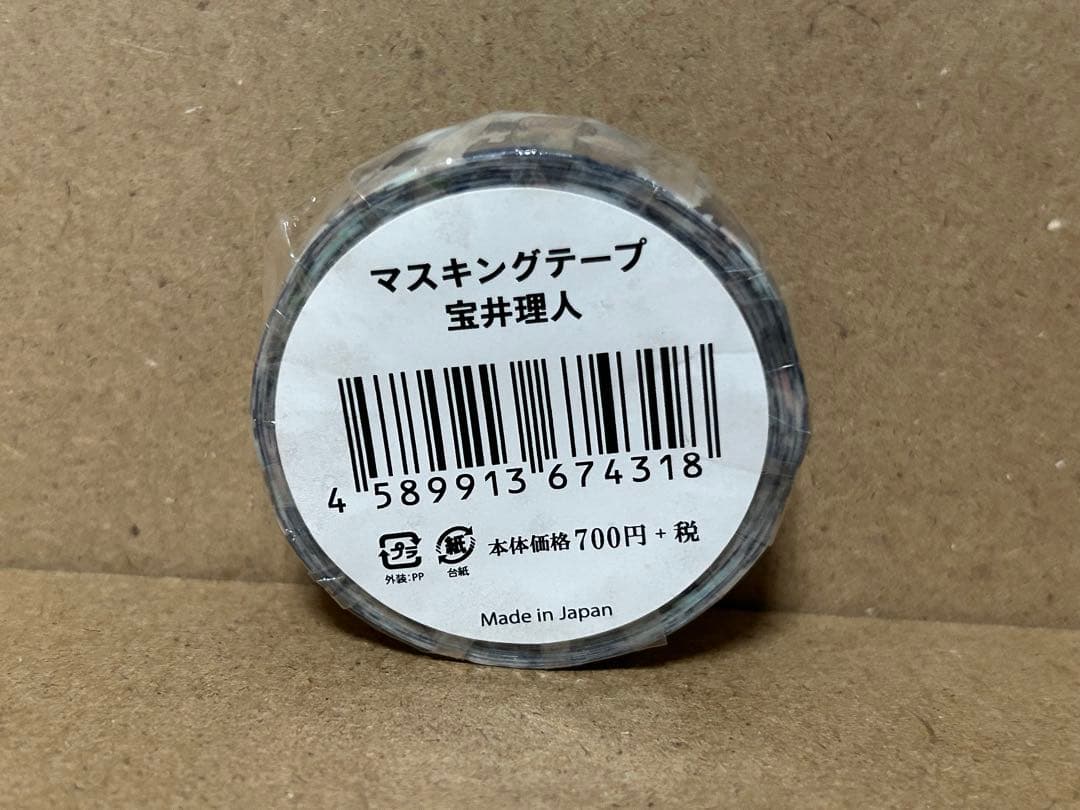 マスキングテープ
宝井理人
4 589913 674318
プラ 紙 本体価格700円 + 税
外装:PP 台紙
Made in Japan